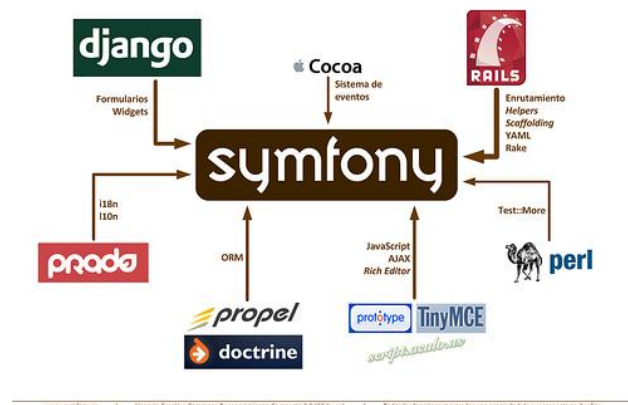 django
Cocoa
RAILS
Formularios
Widgets
Sistema de
eventos
Enrutamiento
Helpers
Scaffolding
YAML
Rake
symfony
i18n
l10n
prado
ORM
propel
doctrine
JavaScript
AJAX
Rich Editor
prototype
TinyMCE
script.aculo.us
Test::More
perl